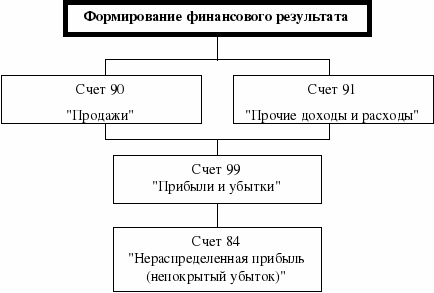 Формирование финансового результата
Счет 90
"Продажи"
Счет 91
"Прочие доходы и расходы"
Счет 99
"Прибыли и убытки"
Счет 84
"Нераспределенная прибыль
(непокрытый убыток)"